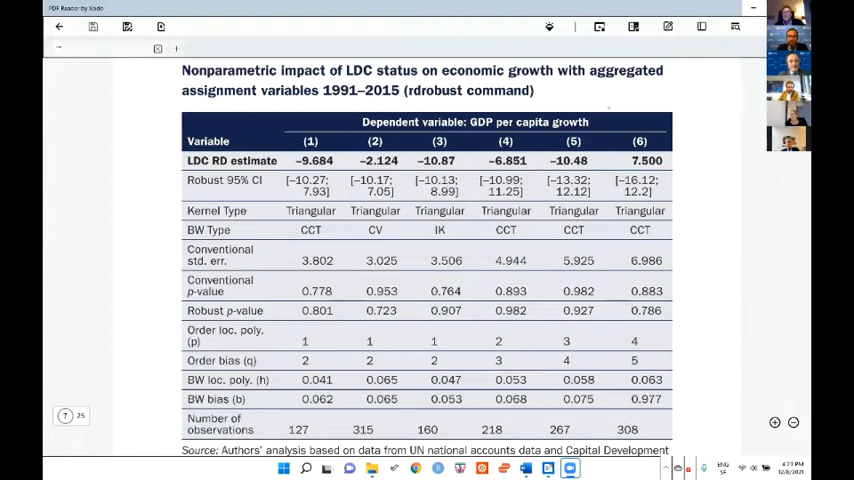 PDF Reader by Xodo
Nonparametric impact of LDC status on economic growth with aggregated
assignment variables 1991–2015 (rdrobust command)
Dependent variable: GDP per capita growth
Variable (1) (2) (3) (4) (5) (6)
LDC RD estimate –9.684 –2.124 –10.87 –6.851 –10.48 7.500
Robust 95% CI [–10.27; [–10.17; [–10.13; [–10.99; [–13.32; [–16.12;
7.93] 7.05] 8.99] 11.25] 12.12] 12.2]
Kernel Type Triangular Triangular Triangular Triangular Triangular Triangular
BW Type CCT CV IK CCT CCT CCT
Conventional
std. err. 3.802 3.025 3.506 4.944 5.925 6.986
Conventional
p-value 0.778 0.953 0.764 0.893 0.982 0.883
Robust p-value 0.801 0.723 0.907 0.982 0.927 0.786
Order loc. poly.
(p) 1 1 1 2 3 4
Order bias (q) 2 2 2 3 4 5
BW loc. poly. (h) 0.041 0.065 0.047 0.053 0.058 0.063
BW bias (b) 0.062 0.065 0.053 0.068 0.075 0.977
Number of
observations 127 315 160 218 267 308
Source: Authors' analysis based on data from UN national accounts data and Capital Development
7 25
ENG
SF
4:23 PM
12/8/2021